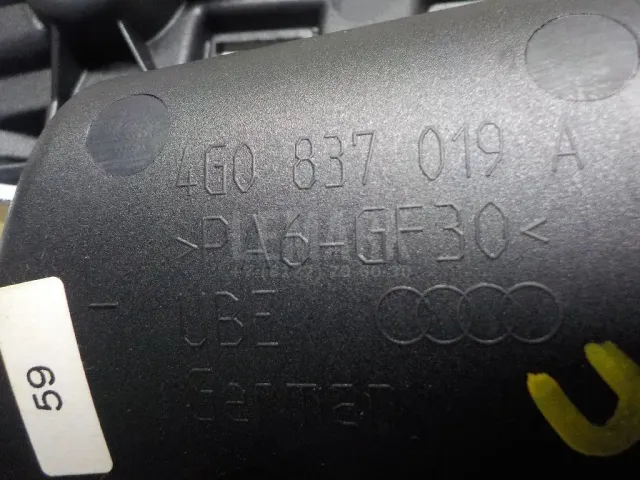 4G0 837 019 A
>PA6-GF30<
UBE
Germany
59